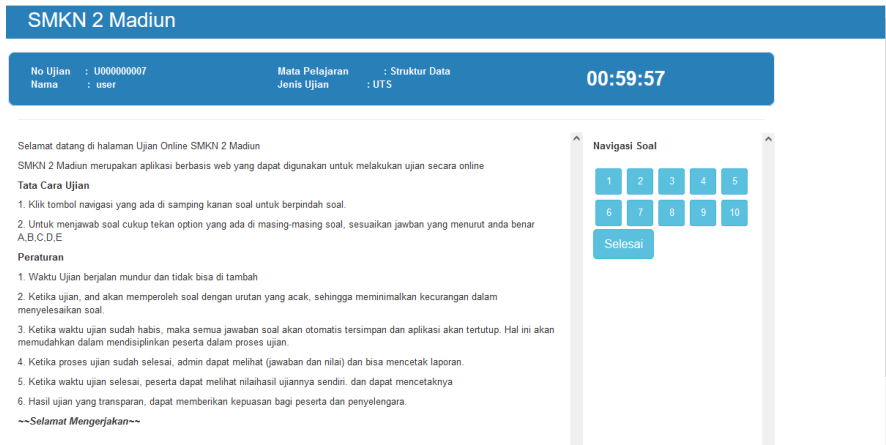 SMKN 2 Madiun
No Ujian : U000000007
Nama : user
Mata Pelajaran : Struktur Data
Jenis Ujian : UTS
00:59:57
Selamat datang di halaman Ujian Online SMKN 2 Madiun
SMKN 2 Madiun merupakan aplikasi berbasis web yang dapat digunakan untuk melakukan ujian secara online
Tata Cara Ujian
1. Klik tombol navigasi yang ada di samping kanan soal untuk berpindah soal.
2. Untuk menjawab soal cukup tekan option yang ada di masing-masing soal, sesuaikan jawban yang menurut anda benar
A,B,C,D,E
Peraturan
1. Waktu Ujian berjalan mundur dan tidak bisa di tambah
2. Ketika ujian, and akan memperoleh soal dengan urutan yang acak, sehingga meminimalkan kecurangan dalam
menyelesaikan soal.
3. Ketika waktu ujian sudah habis, maka semua jawaban soal akan otomatis tersimpan dan aplikasi akan tertutup. Hal ini akan
memudahkan dalam mendisiplinkan peserta dalam proses ujian.
4. Ketika proses ujian sudah selesai, admin dapat melihat (jawaban dan nilai) dan bisa mencetak laporan.
5. Ketika waktu ujian selesai, peserta dapat melihat nilaihasil ujiannya sendiri. dan dapat mencetaknya
6. Hasil ujian yang transparan, dapat memberikan kepuasan bagi peserta dan penyelengara.
~~Selamat Mengerjakan~~
Navigasi Soal
1 2 3 4 5
6 7 8 9 10
Selesai